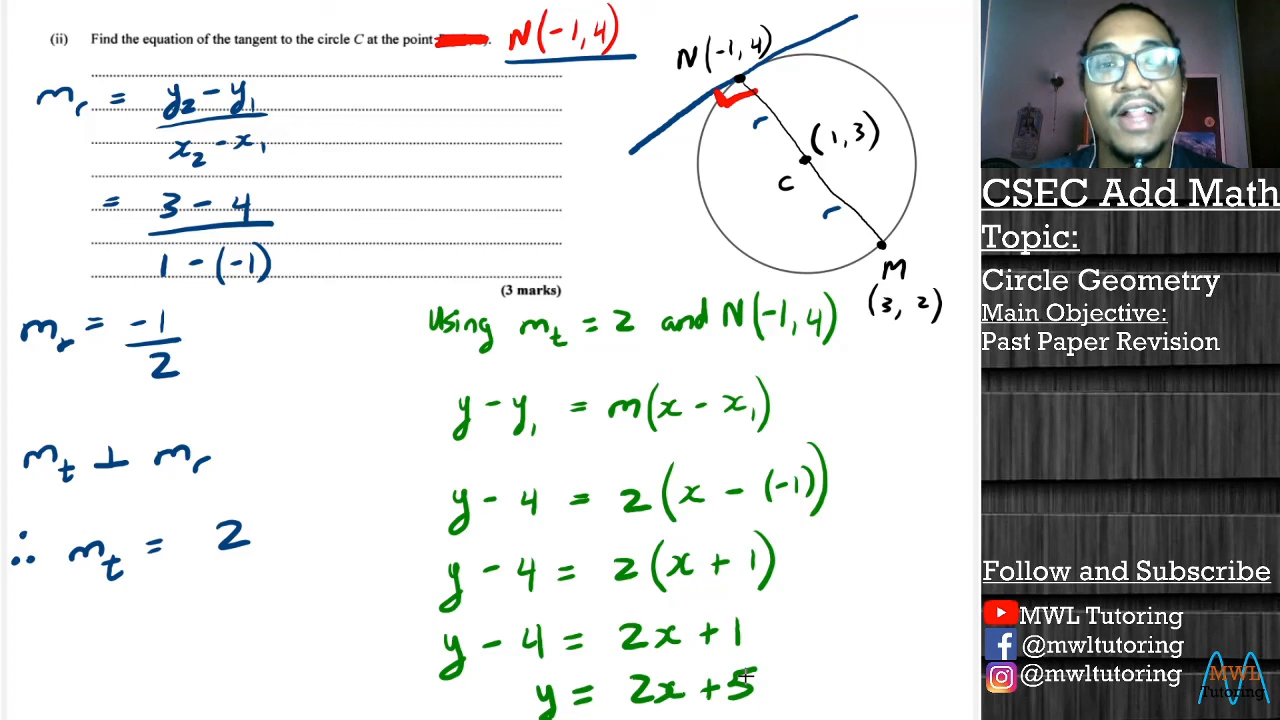 (ii) Find the equation of the tangent to the circle C at the point N(-1,4)
m_r = y₂ - y₁ / x₂ - x₁
= 3 - 4 / 1 - (-1)
(3 marks)
m_r = -1 / 2
m_t ⊥ m_r
∴ m_t = 2
N(-1,4)
r
(1,3)
C
r
M
(3, 2)
Using m_t = 2 and N(-1,4)
y - y₁ = m(x - x₁)
y - 4 = 2(x - (-1))
y - 4 = 2(x + 1)
y - 4 = 2x + 1
y = 2x + 5
CSEC Add Math
Topic:
Circle Geometry
Main Objective:
Past Paper Revision
Follow and Subscribe
MWL Tutoring
@mwltutoring
@mwltutoring
MWL
Tutoring